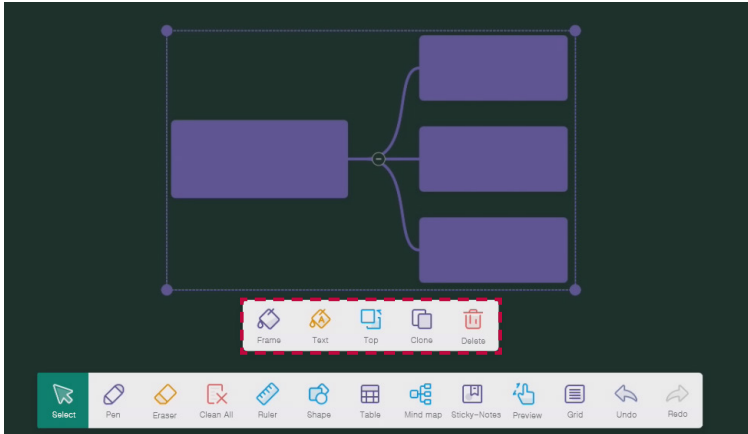 Frame Text Top Clone Delete
Select Pen Eraser Clean All Ruler Shape Table Mind map Sticky-Notes Preview Grid Undo Redo